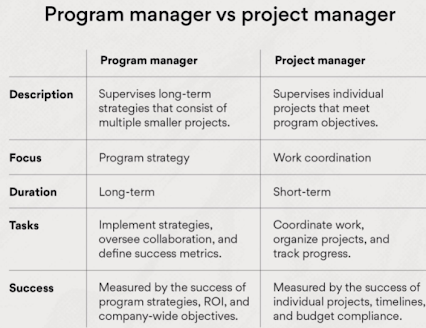 Program manager vs project manager
Program manager
Project manager
Description
Supervises long-term
strategies that consist of
multiple smaller projects.
Supervises individual
projects that meet
program objectives.
Focus
Program strategy
Work coordination
Duration
Long-term
Short-term
Tasks
Implement strategies,
oversee collaboration, and
define success metrics.
Coordinate work,
organize projects, and
track progress.
Success
Measured by the success of
program strategies, ROI, and
company-wide objectives.
Measured by the success of
individual projects, timelines,
and budget compliance.